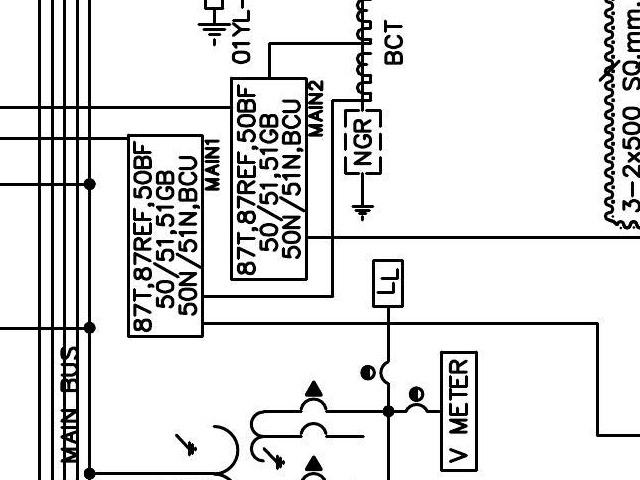 01YL-
BCT
3-2x500 SQ.mm.
87T,87REF,50BF
50/51,51GB
50N/51N,BCU
MAIN2
NGR
87T,87REF,50BF
50/51,51GB
50N/51N,BCU
MAIN1
LL
MAIN BUS
V METER